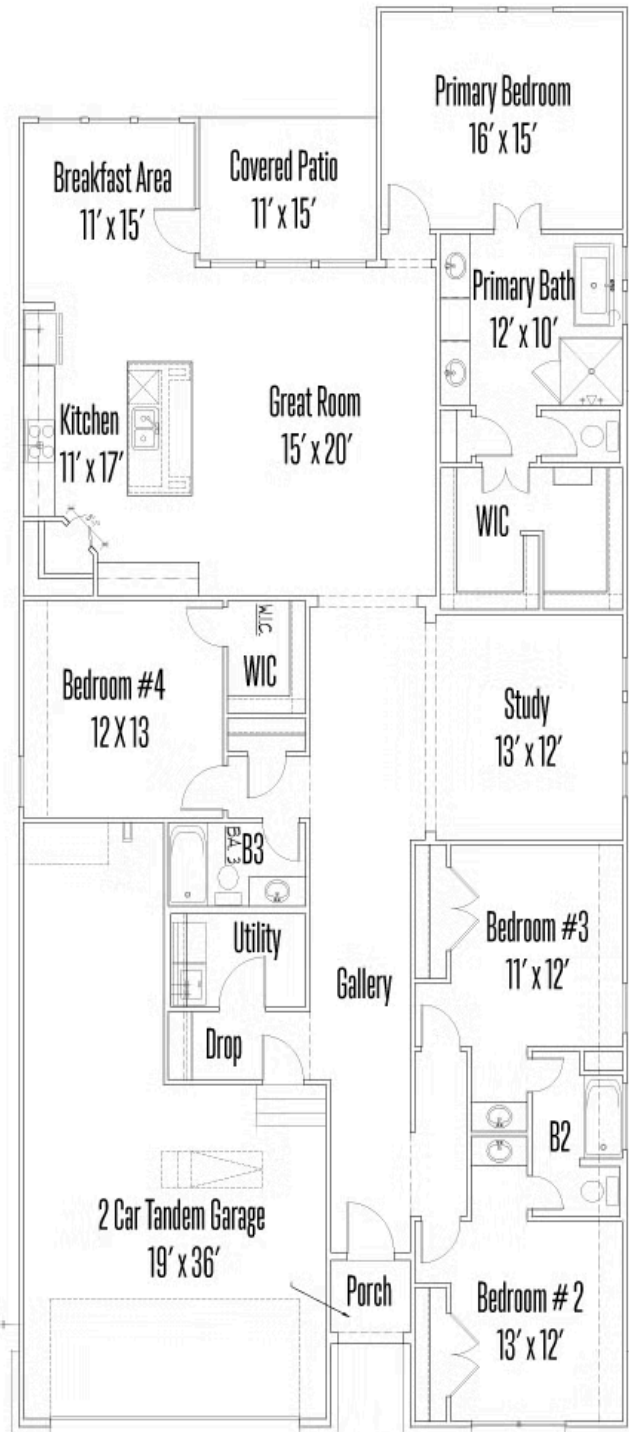 Primary Bedroom
16' x 15'
Breakfast Area
11' x 15'
Covered Patio
11' x 15'
Primary Bath
12' x 10'
Kitchen
11' x 17'
Great Room
15' x 20'
WIC
W.I.C.
WIC
Bedroom #4
12 X 13
Study
13' x 12'
BA. 3
B3
Utility
Bedroom #3
11' x 12'
Gallery
Drop
B2
2 Car Tandem Garage
19' x 36'
Porch
Bedroom # 2
13' x 12'